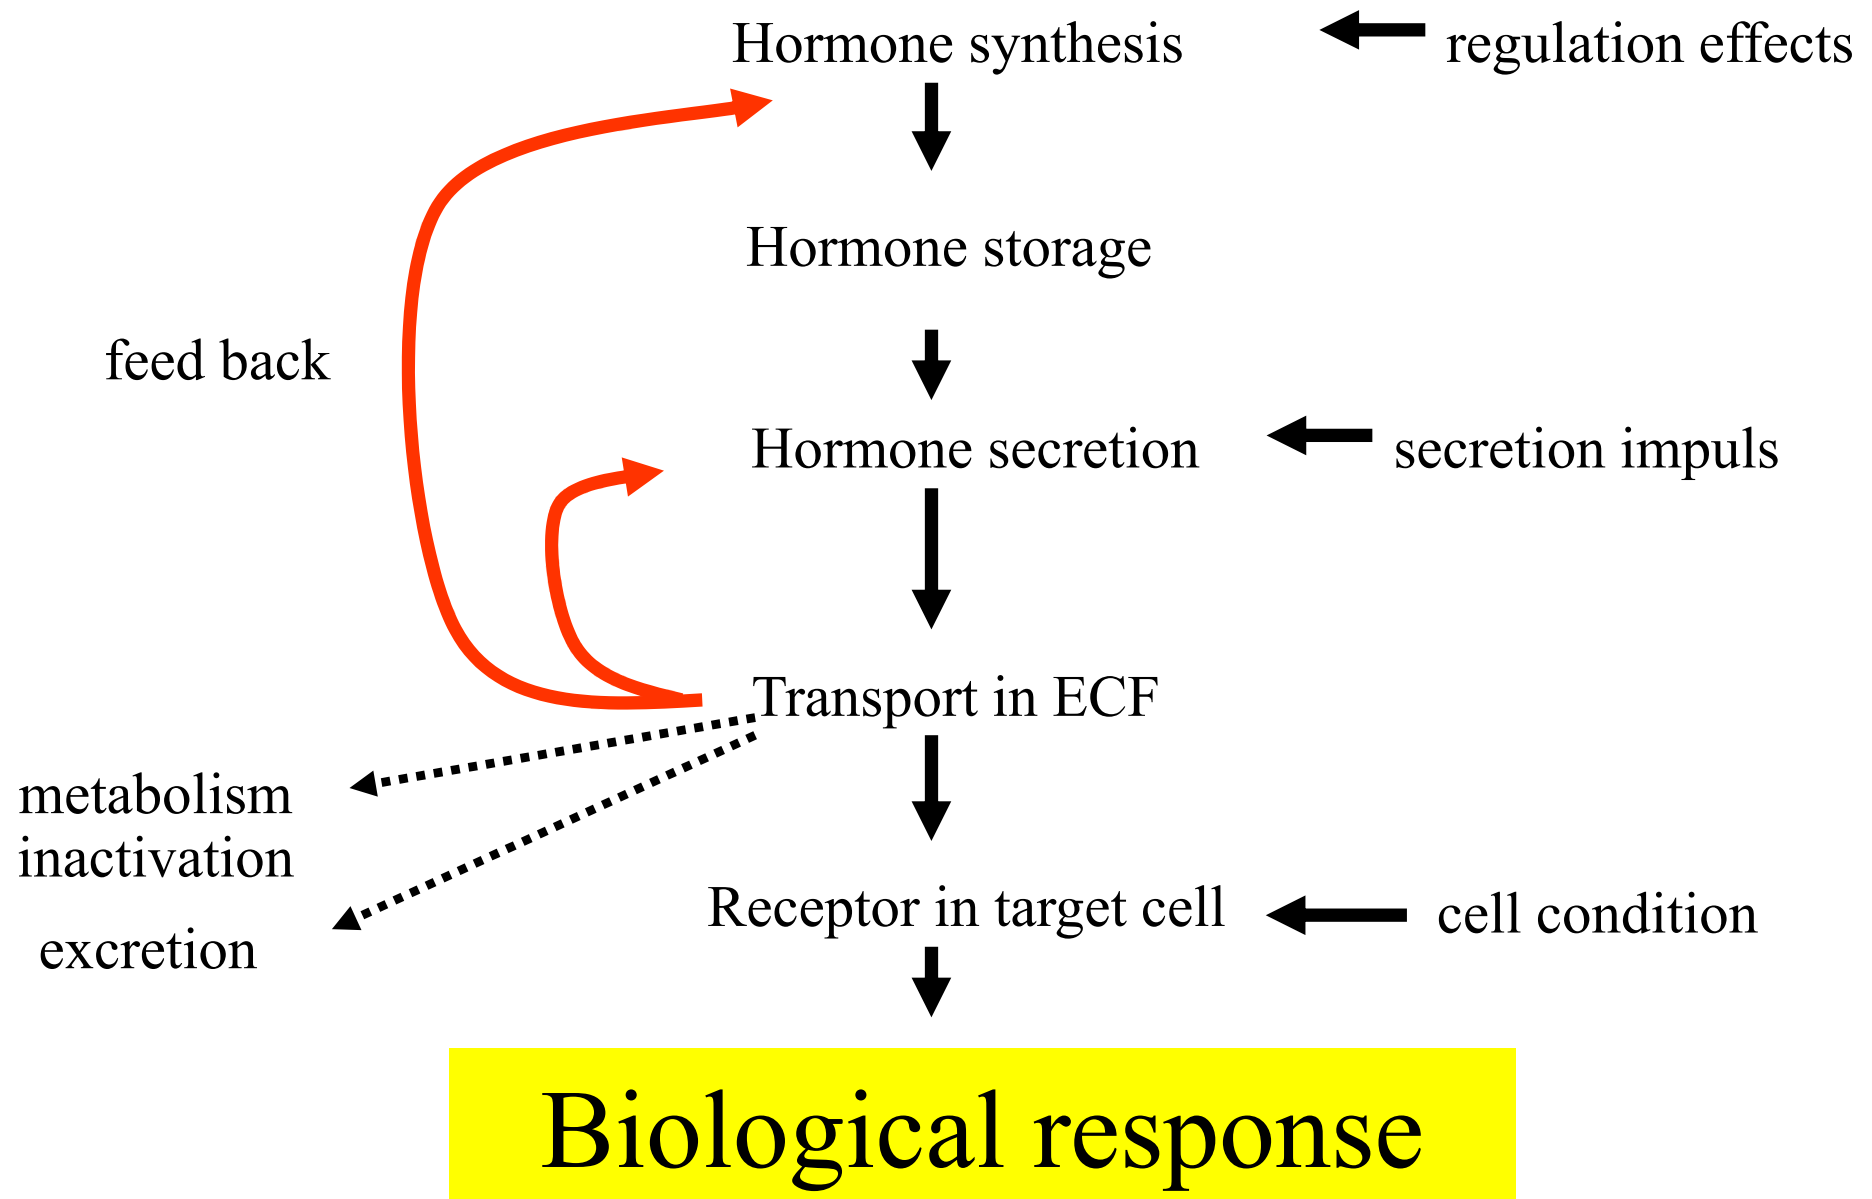 Hormone synthesis
regulation effects
Hormone storage
feed back
Hormone secretion
secretion impuls
Transport in ECF
metabolism
inactivation
excretion
Receptor in target cell
cell condition
Biological response